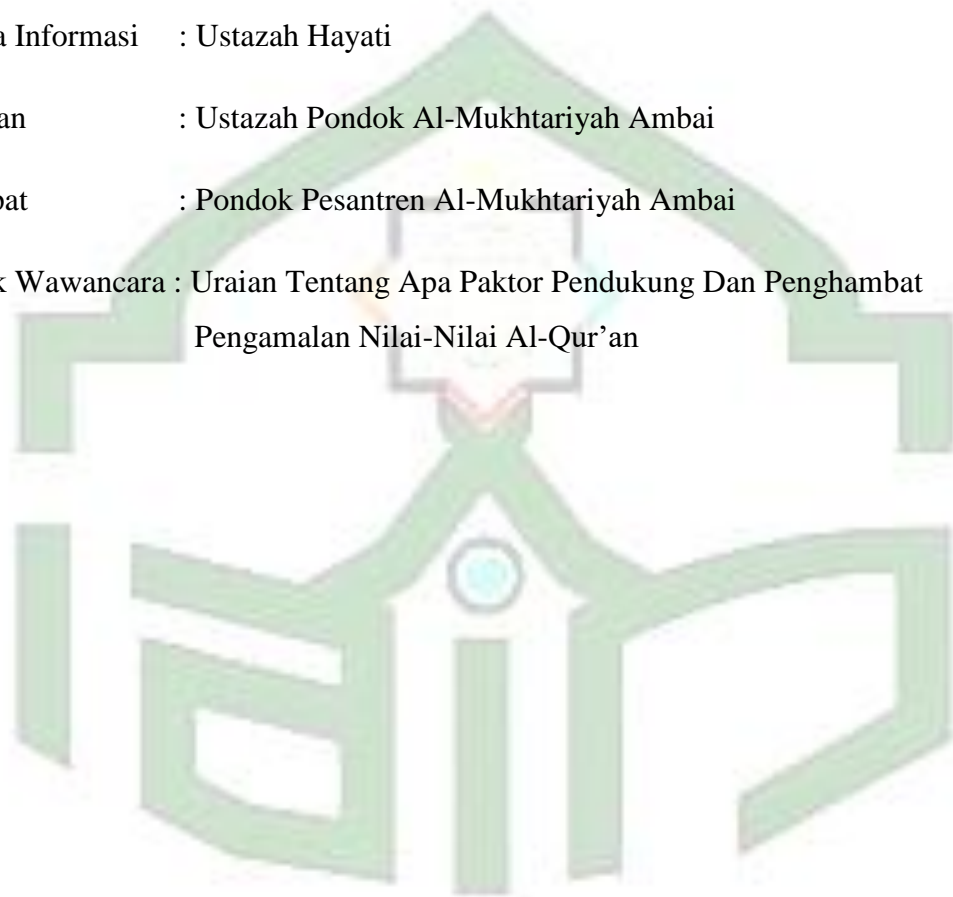 a Informasi : Ustazah Hayati
an : Ustazah Pondok Al-Mukhtariyah Ambai
pat : Pondok Pesantren Al-Mukhtariyah Ambai
k Wawancara : Uraian Tentang Apa Paktor Pendukung Dan Penghambat
Pengamalan Nilai-Nilai Al-Qur’an